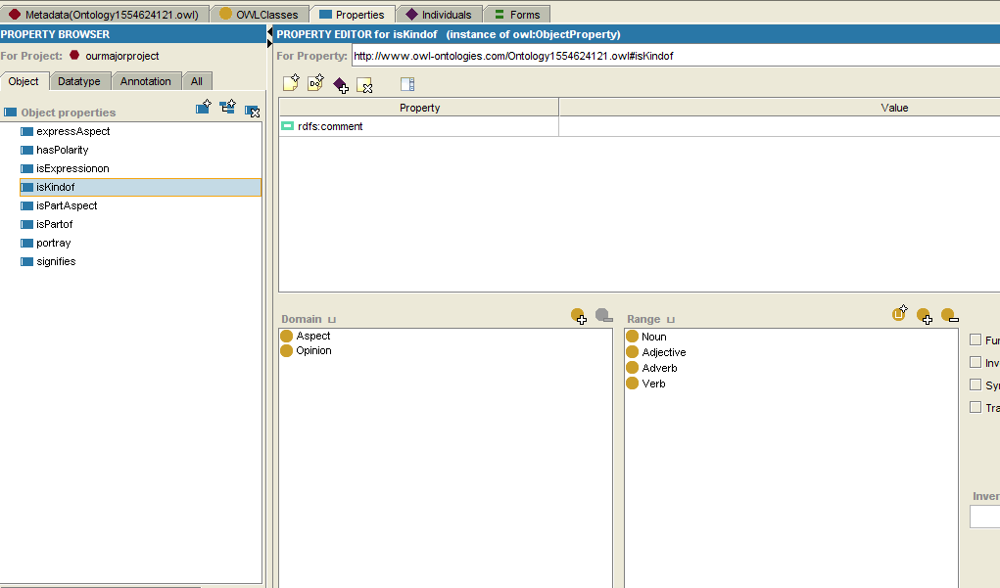 Metadata(Ontology1554624121.owl) OWLClasses Properties Individuals Forms
PROPERTY BROWSER
For Project: ourmajorproject
Object Datatype Annotation All
Object properties
expressAspect
hasPolarity
isExpressionon
isKindof
isPartAspect
isPartof
portray
signifies
PROPERTY EDITOR for isKindof (instance of owl:ObjectProperty)
For Property: http://www.owl-ontologies.com/Ontology1554624121.owl#isKindof
Property Value
rdfs:comment
Domain ⊔
Aspect
Opinion
Range ⊔
Noun
Adjective
Adverb
Verb
Fur
Inv
Syr
Tra
Inver